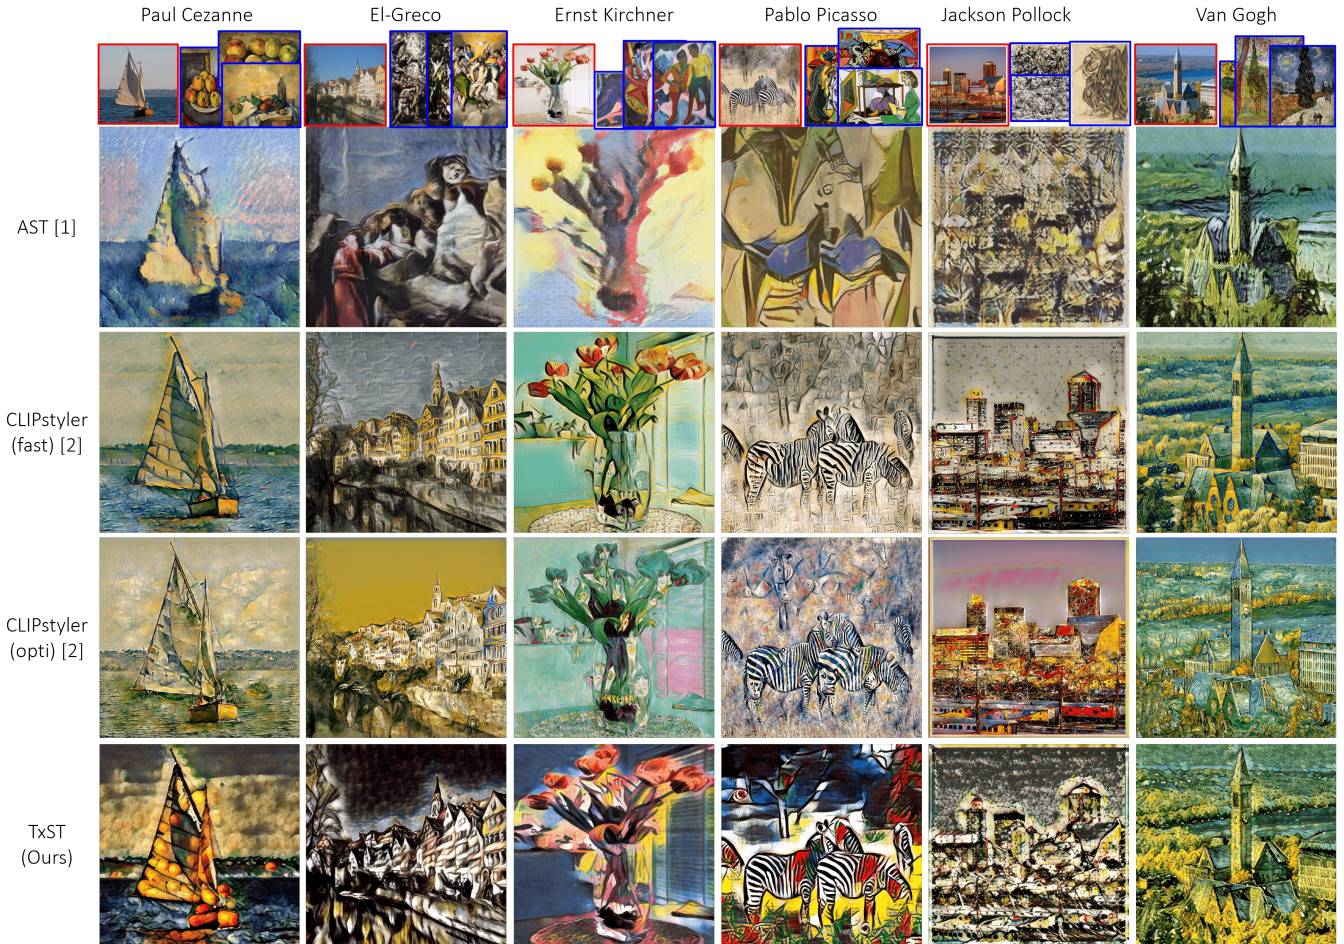 Paul Cezanne
El-Greco
Ernst Kirchner
Pablo Picasso
Jackson Pollock
Van Gogh
AST [1]
CLIPstyler
(fast) [2]
CLIPstyler
(opti) [2]
TxST
(Ours)